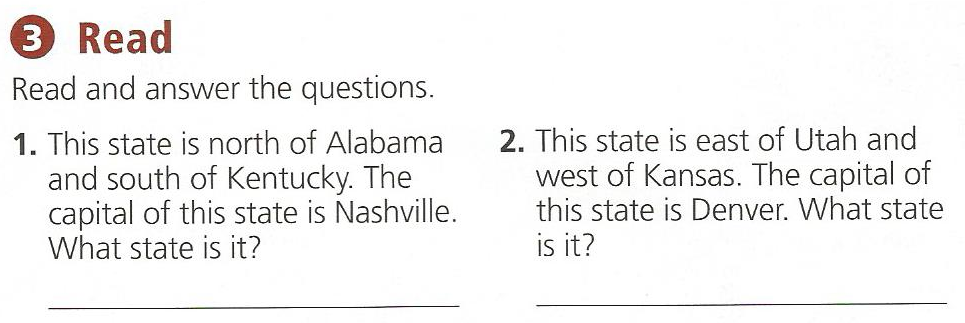 3 Read
Read and answer the questions.
1. This state is north of Alabama
and south of Kentucky. The
capital of this state is Nashville.
What state is it?
2. This state is east of Utah and
west of Kansas. The capital of
this state is Denver. What state
is it?